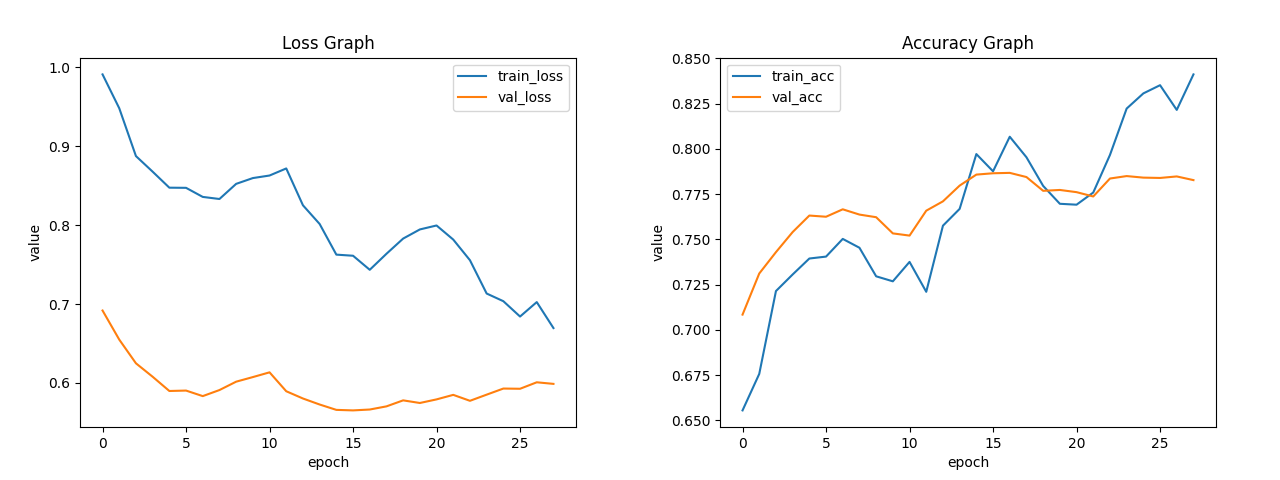 Loss Graph
train_loss
val_loss
1.0
0.9
0.8
0.7
0.6
value
0 5 10 15 20 25
epoch
Accuracy Graph
train_acc
val_acc
0.850
0.825
0.800
0.775
0.750
0.725
0.700
0.675
0.650
value
0 5 10 15 20 25
epoch